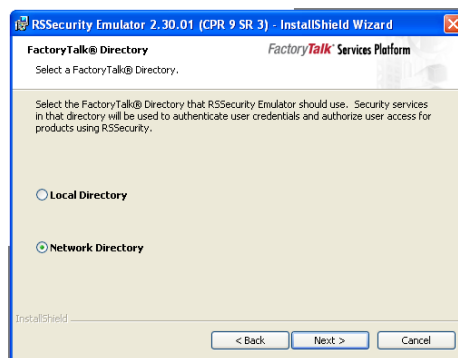 RSSecurity Emulator 2.30.01 (CPR 9 SR 3) - InstallShield Wizard
FactoryTalk® Directory
FactoryTalk® Services Platform
Select a FactoryTalk® Directory.
Select the FactoryTalk® Directory that RSSecurity Emulator should use. Security services
in that directory will be used to authenticate user credentials and authorize user access for
products using RSSecurity.
Local Directory
Network Directory
InstallShield
< Back
Next >
Cancel